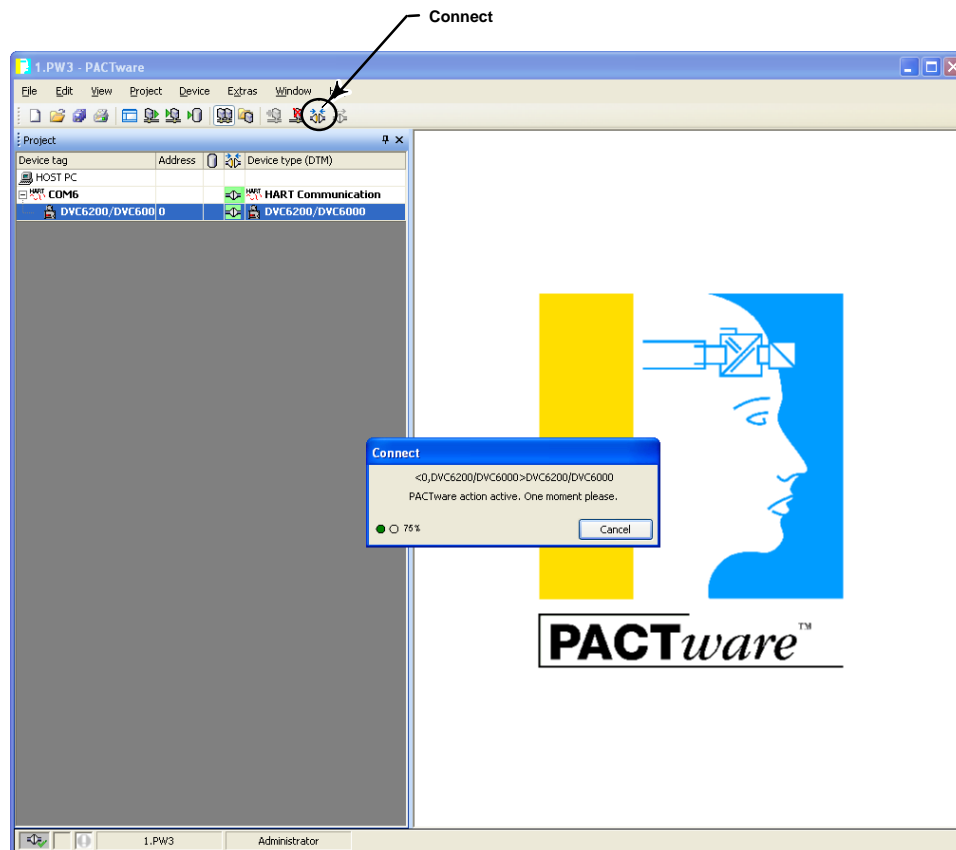 Connect
1.PW3 - PACTware
File Edit View Project Device Extras Window H
Project
Device tag Address Device type (DTM)
HOST PC
HART COM6 HART HART Communication
DVC6200/DVC600 0 DVC6200/DVC6000
Connect
<0,DVC6200/DVC6000>DVC6200/DVC6000
PACTware action active. One moment please.
75% Cancel
PACTware™
1.PW3 Administrator